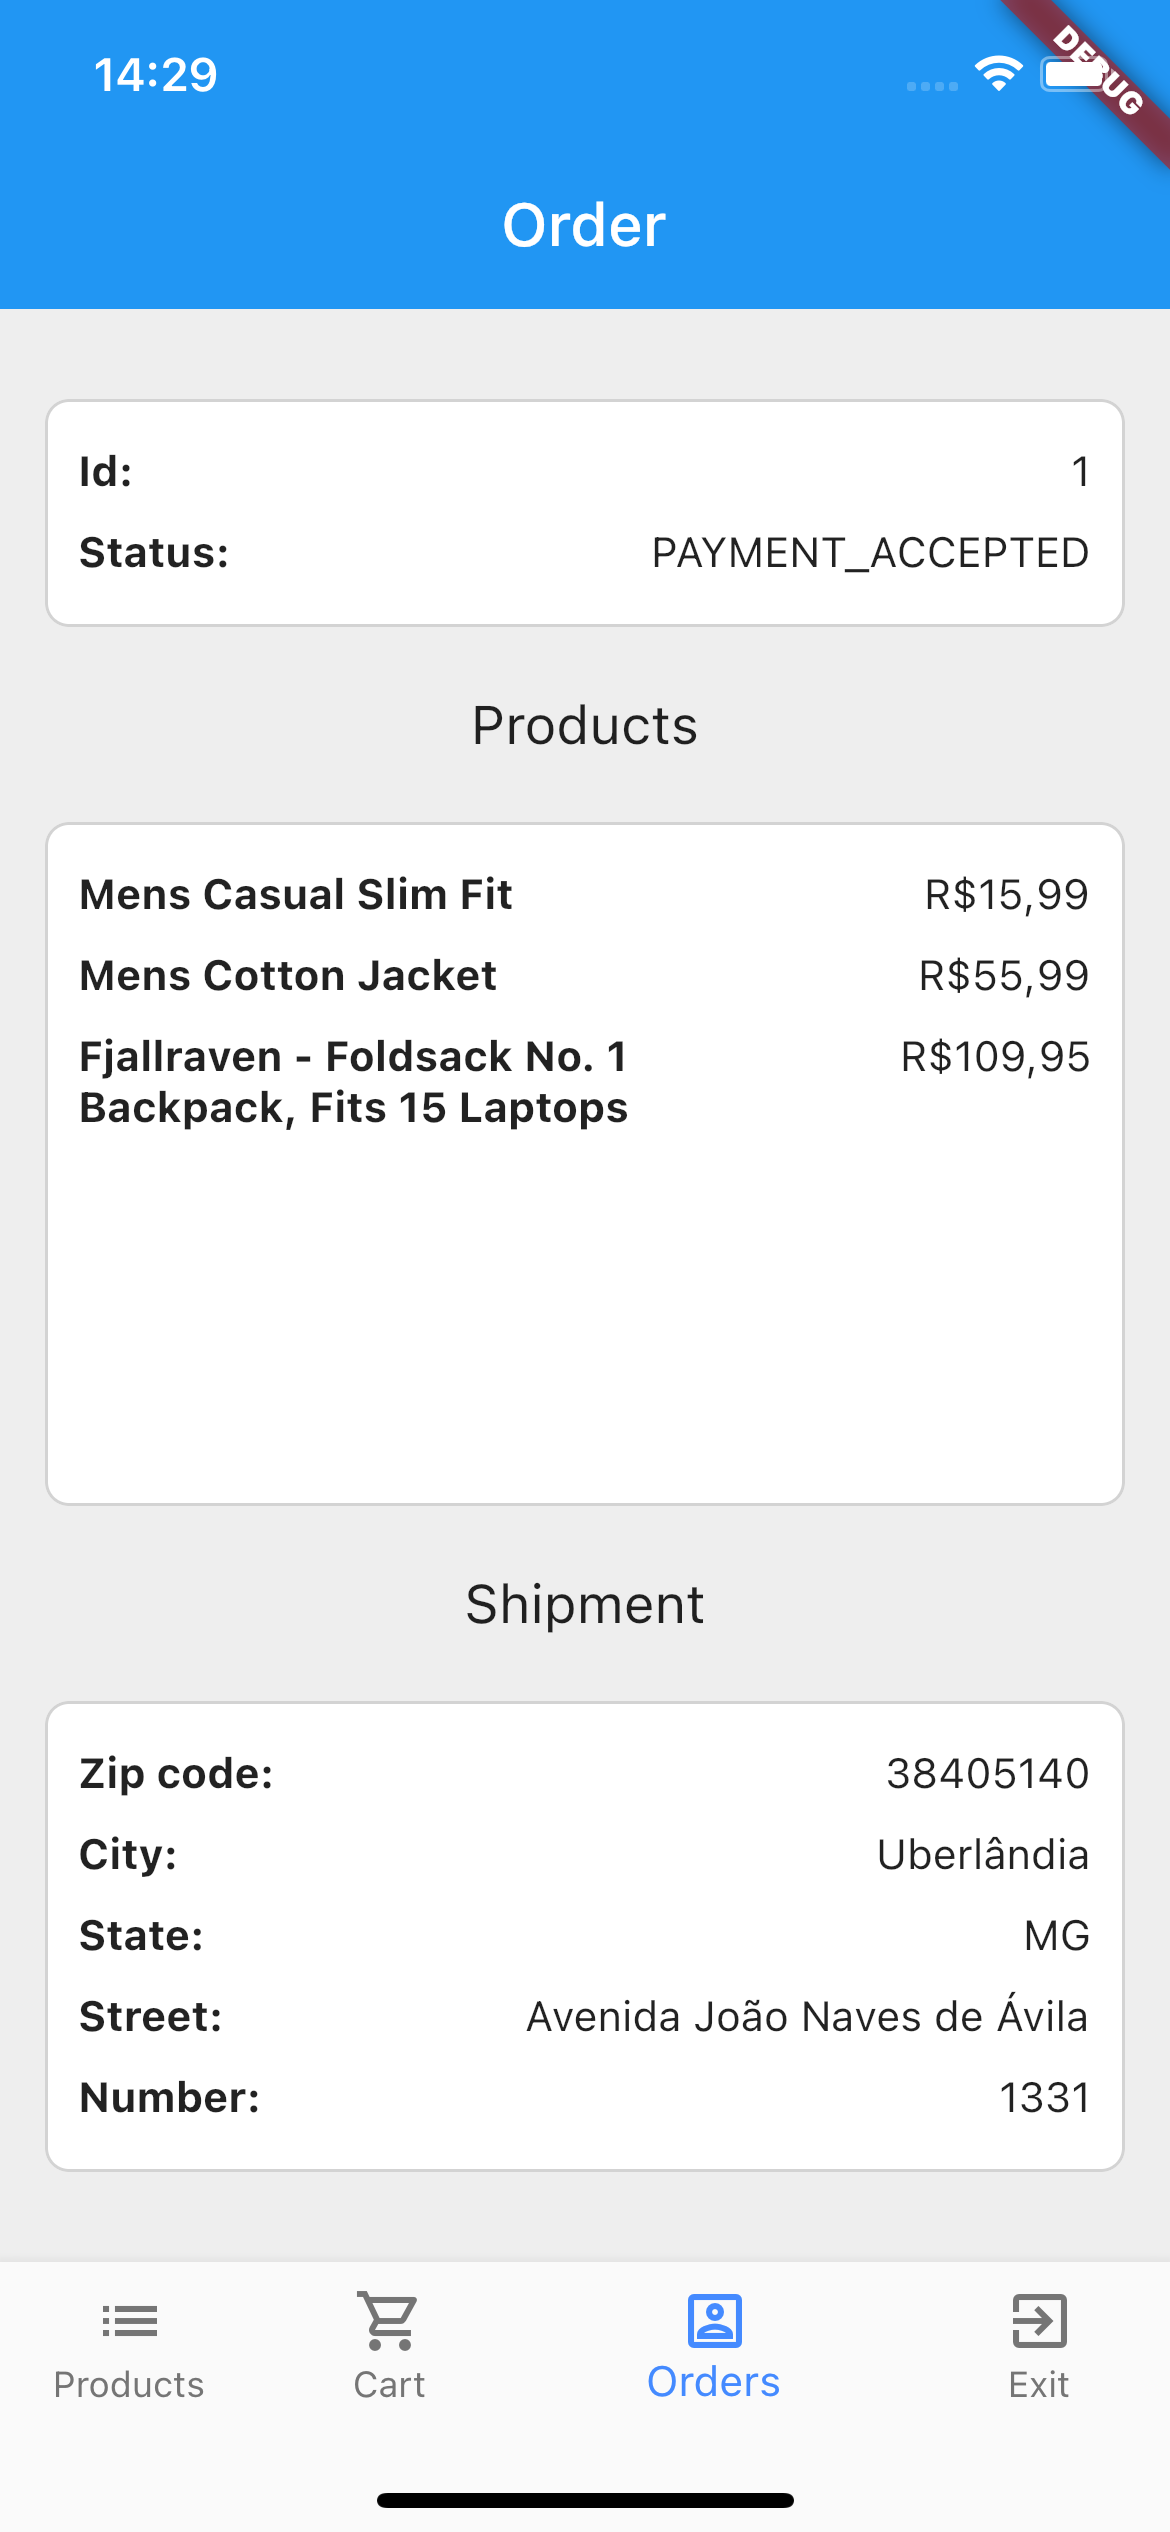 14:29
DEBUG
Order
Id: 1
Status: PAYMENT_ACCEPTED
Products
Mens Casual Slim Fit R$15,99
Mens Cotton Jacket R$55,99
Fjallraven - Foldsack No. 1 R$109,95
Backpack, Fits 15 Laptops
Shipment
Zip code: 38405140
City: Uberlândia
State: MG
Street: Avenida João Naves de Ávila
Number: 1331
Products Cart Orders Exit